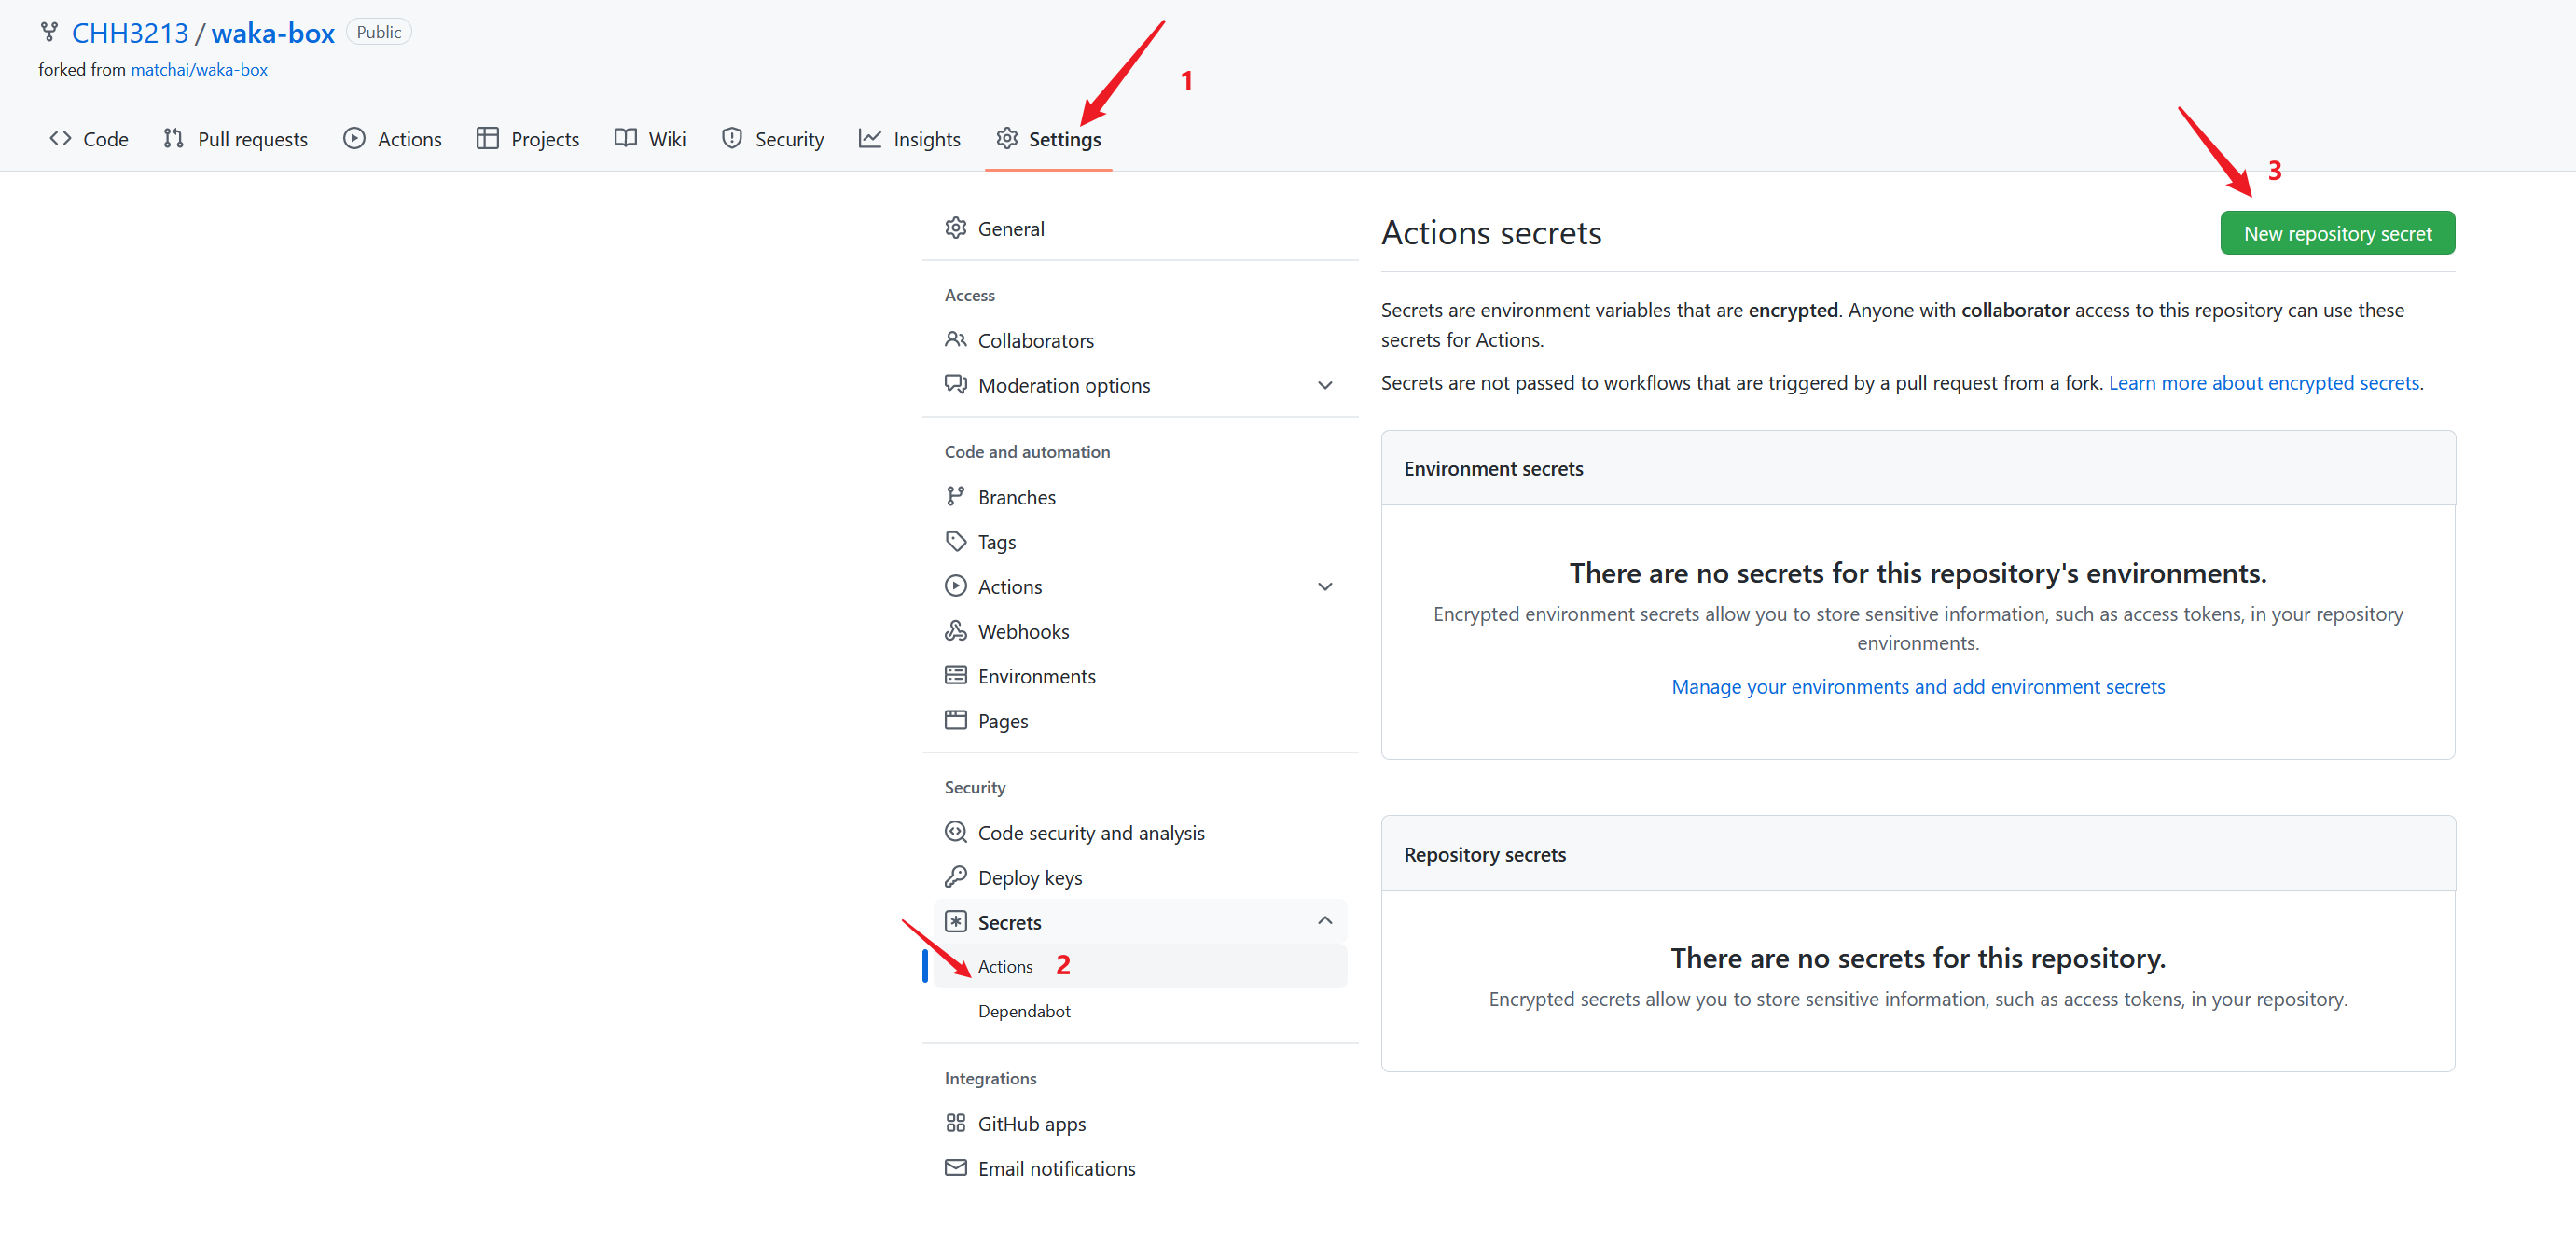 CHH3213 / waka-box Public
forked from matchai/waka-box
1
Code Pull requests Actions Projects Wiki Security Insights Settings
3
General
Access
Collaborators
Moderation options
Code and automation
Branches
Tags
Actions
Webhooks
Environments
Pages
Security
Code security and analysis
Deploy keys
Secrets
Actions 2
Dependabot
Integrations
GitHub apps
Email notifications
Actions secrets
New repository secret
Secrets are environment variables that are encrypted. Anyone with collaborator access to this repository can use these
secrets for Actions.
Secrets are not passed to workflows that are triggered by a pull request from a fork. Learn more about encrypted secrets.
Environment secrets
There are no secrets for this repository's environments.
Encrypted environment secrets allow you to store sensitive information, such as access tokens, in your repository
environments.
Manage your environments and add environment secrets
Repository secrets
There are no secrets for this repository.
Encrypted secrets allow you to store sensitive information, such as access tokens, in your repository.